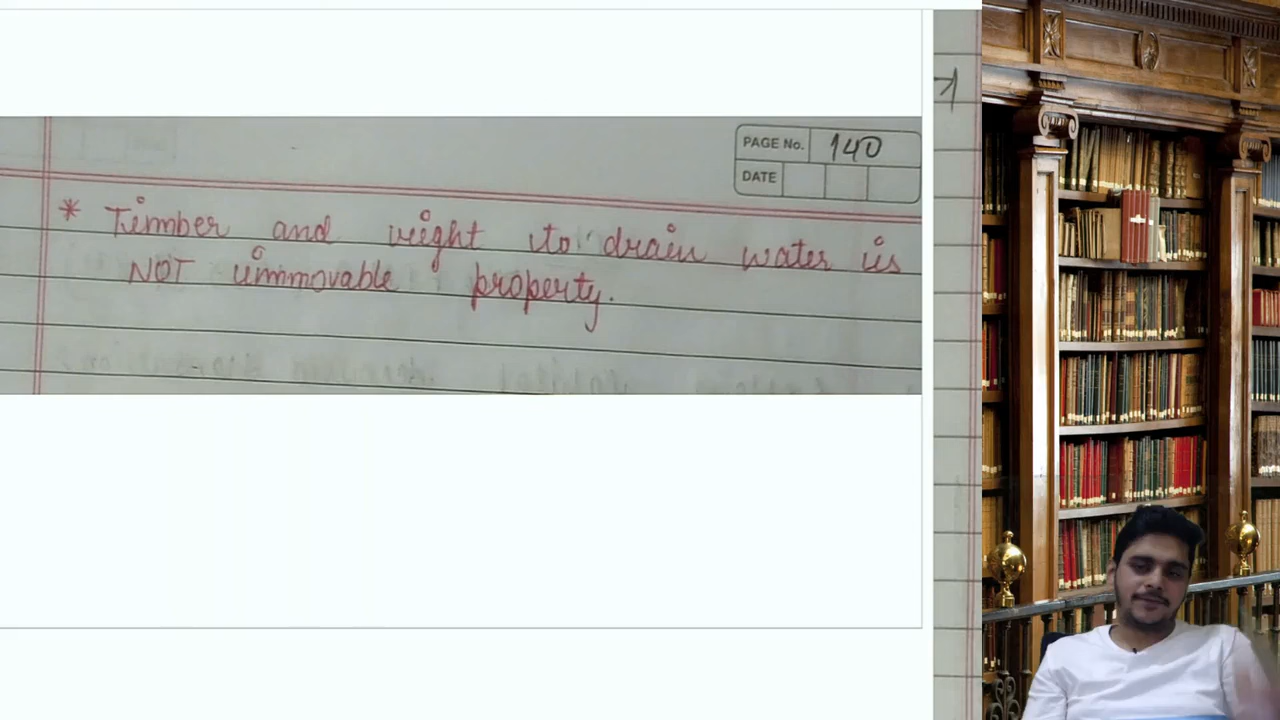 PAGE No. 140
DATE
* Timber and right to drain water is
NOT immovable property.